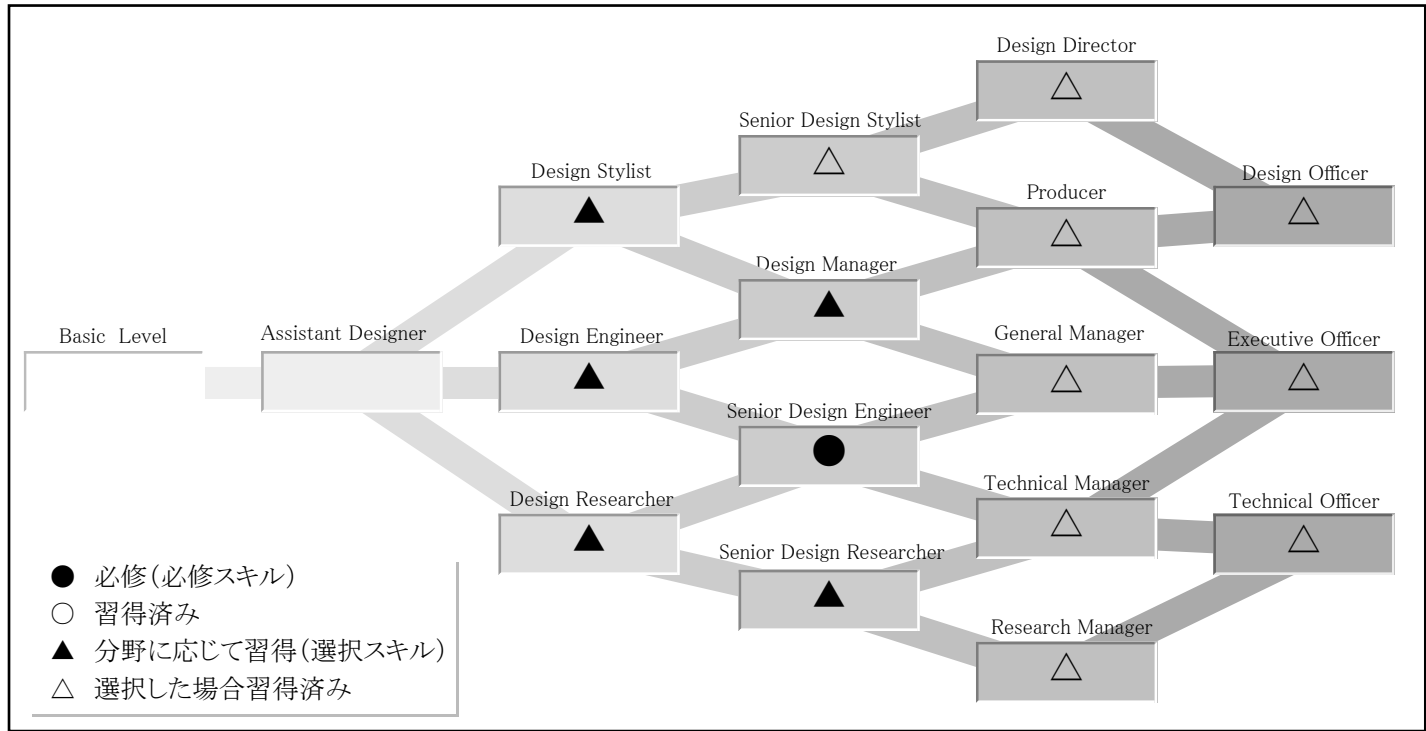 Design Director
Senior Design Stylist
Design Stylist
Design Officer
Producer
Design Manager
Basic Level
Assistant Designer
Design Engineer
General Manager
Executive Officer
Senior Design Engineer
Design Researcher
Technical Manager
Technical Officer
Senior Design Researcher
Research Manager
● 必修（必修スキル）
○ 習得済み
▲ 分野に応じて習得（選択スキル）
△ 選択した場合習得済み